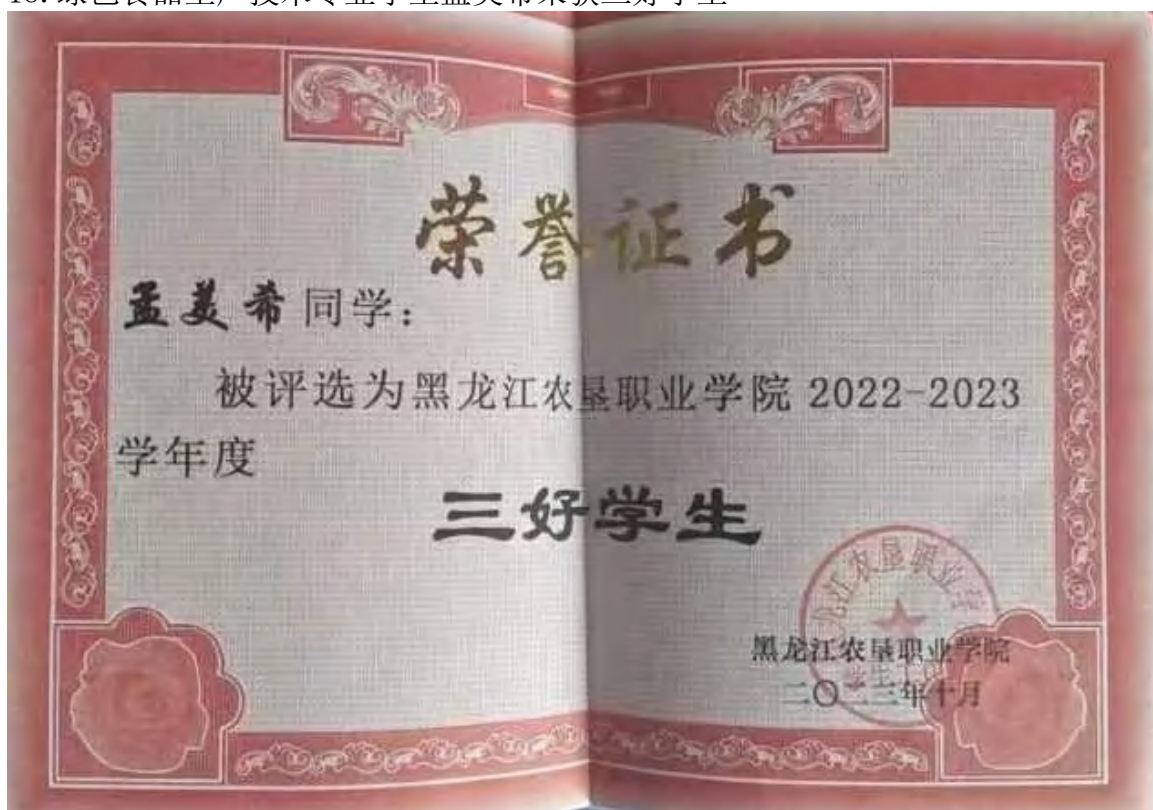 荣誉证书
孟美希同学:
被评选为黑龙江农垦职业学院 2022-2023
学年度
三好学生
黑龙江农垦职业学院
二〇二三年十月